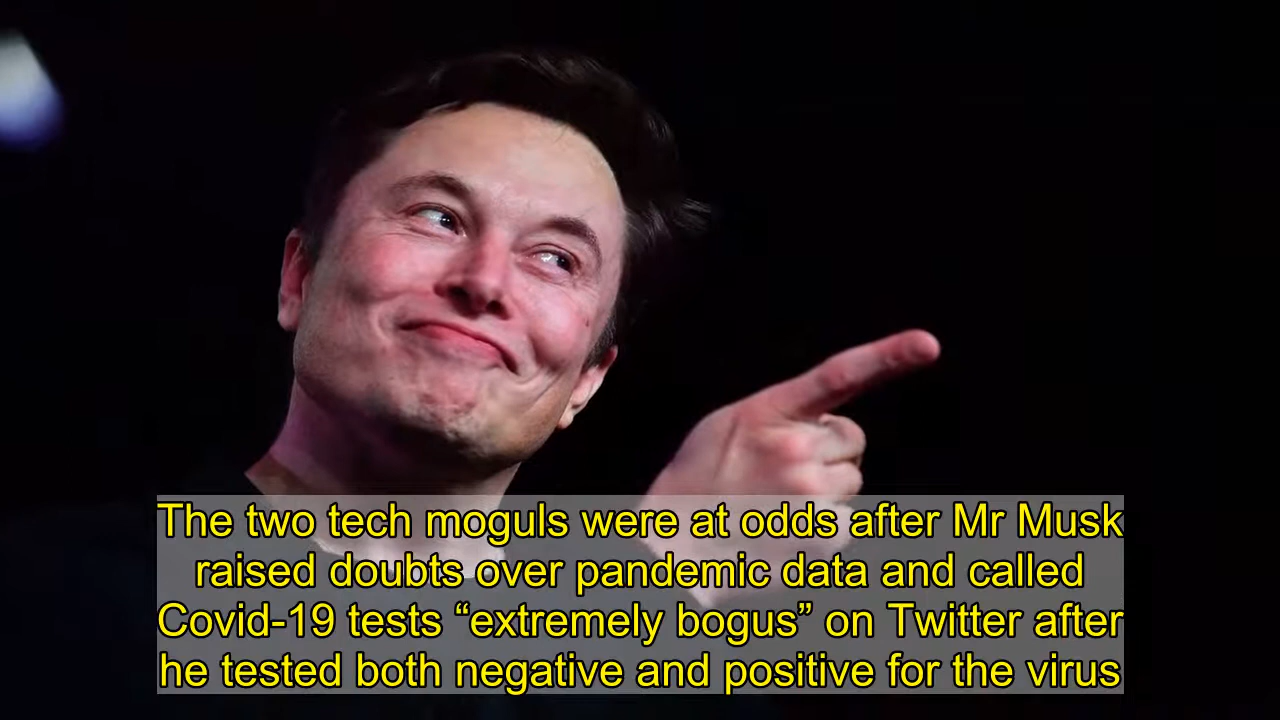 The two tech moguls were at odds after Mr Musk
raised doubts over pandemic data and called
Covid-19 tests “extremely bogus” on Twitter after
he tested both negative and positive for the virus